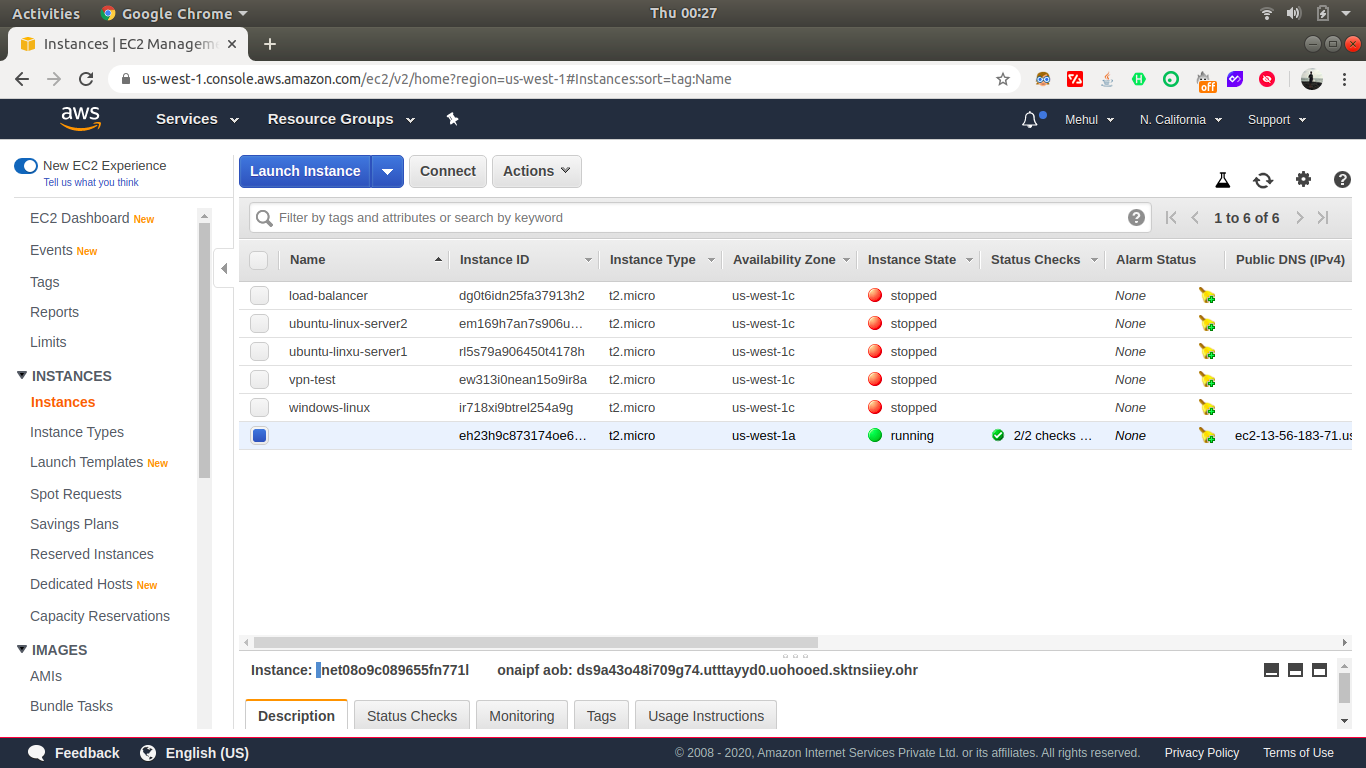 Activities Google Chrome Thu 00:27
Instances | EC2 Managem
us-west-1.console.aws.amazon.com/ec2/v2/home?region=us-west-1#Instances:sort=tag:Name
off
aws Services Resource Groups Mehul N. California Support
New EC2 Experience
Tell us what you think
EC2 Dashboard New
Events New
Tags
Reports
Limits
INSTANCES
Instances
Instance Types
Launch Templates New
Spot Requests
Savings Plans
Reserved Instances
Dedicated Hosts New
Capacity Reservations
IMAGES
AMIs
Bundle Tasks
Launch Instance Connect Actions
Filter by tags and attributes or search by keyword 1 to 6 of 6
Name Instance ID Instance Type Availability Zone Instance State Status Checks Alarm Status Public DNS (IPv4)
load-balancer dg0t6idn25fa37913h2 t2.micro us-west-1c stopped None
ubuntu-linux-server2 em169h7an7s906u… t2.micro us-west-1c stopped None
ubuntu-linxu-server1 rl5s79a906450t4178h t2.micro us-west-1c stopped None
vpn-test ew313i0nean15o9ir8a t2.micro us-west-1c stopped None
windows-linux ir718xi9btrel254a9g t2.micro us-west-1c stopped None
eh23h9c873174oe6… t2.micro us-west-1a running 2/2 checks … None ec2-13-56-183-71.us
Instance: net08o9c089655fn771l onaipf aob: ds9a43o48i709g74.utttayyd0.uohooed.sktnsiiey.ohr
Description Status Checks Monitoring Tags Usage Instructions
Feedback English (US) © 2008 - 2020, Amazon Internet Services Private Ltd. or its affiliates. All rights reserved. Privacy Policy Terms of Use